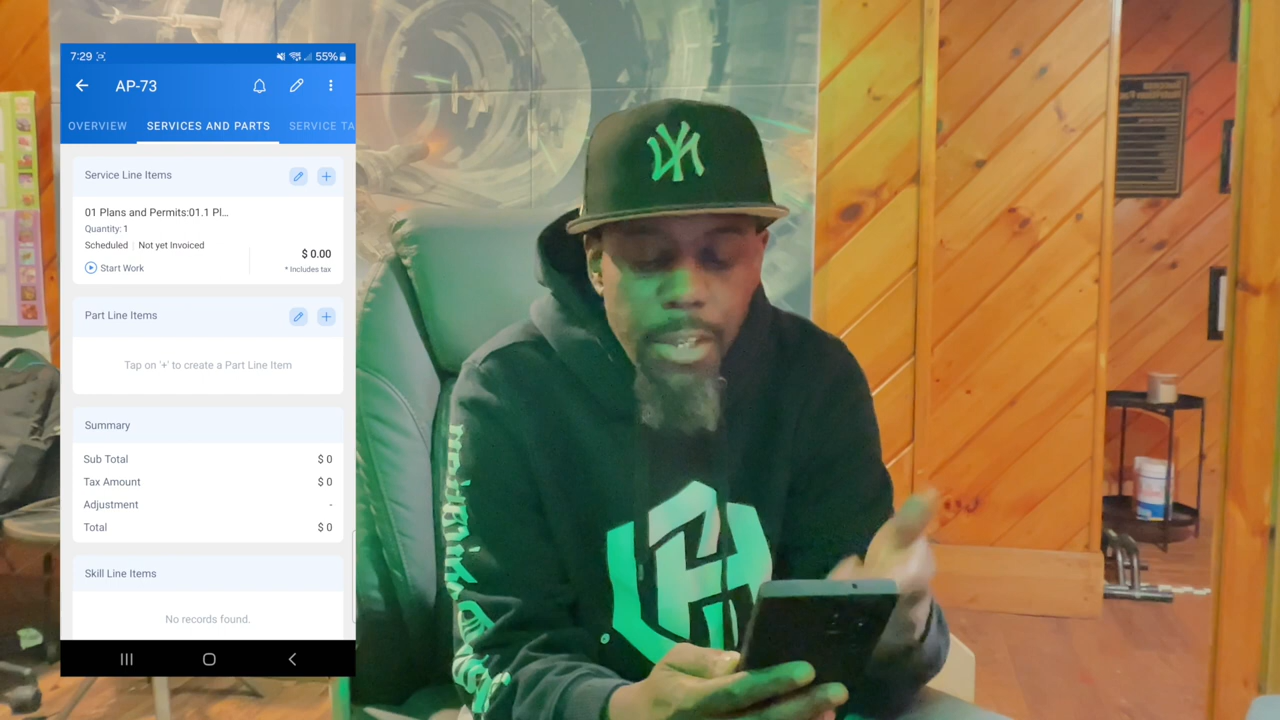 7:29 55%
AP-73
OVERVIEW SERVICES AND PARTS SERVICE TA
Service Line Items
01 Plans and Permits:01.1 Pl...
Quantity: 1
Scheduled Not yet Invoiced
$ 0.00
Start Work
* Includes tax
Part Line Items
Tap on '+' to create a Part Line Item
Summary
Sub Total $ 0
Tax Amount $ 0
Adjustment -
Total $ 0
Skill Line Items
No records found.
NY